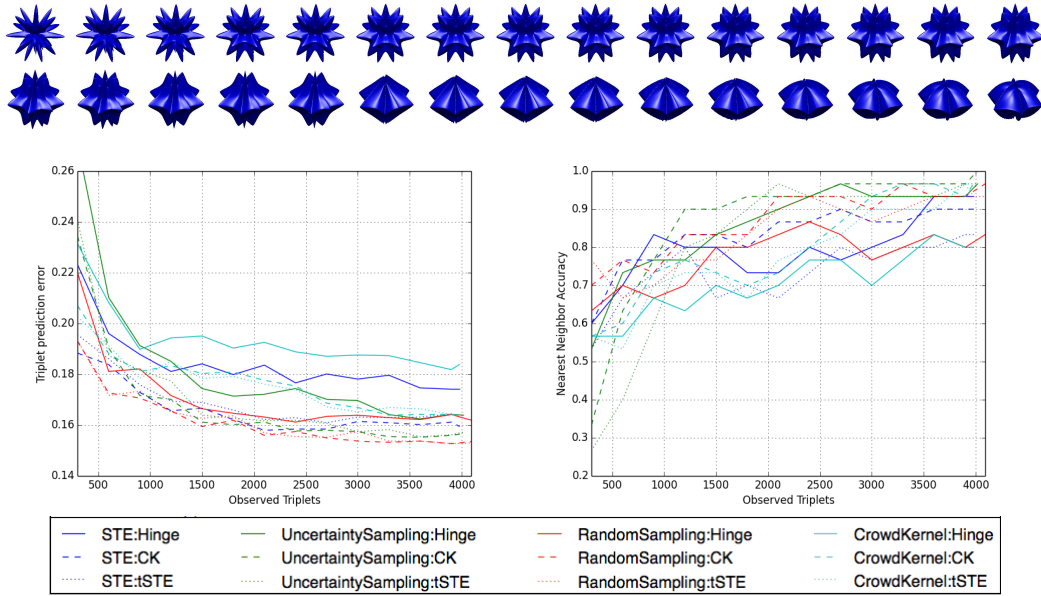 0.26
0.24
0.22
0.20
0.18
0.16
0.14
Triplet prediction error
500 1000 1500 2000 2500 3000 3500 4000
Observed Triplets
1.0
0.9
0.8
0.7
0.6
0.5
0.4
0.3
0.2
Nearest Neighbor Accuracy
500 1000 1500 2000 2500 3000 3500 4000
Observed Triplets
STE:Hinge UncertaintySampling:Hinge RandomSampling:Hinge CrowdKernel:Hinge
STE:CK UncertaintySampling:CK RandomSampling:CK CrowdKernel:CK
STE:tSTE UncertaintySampling:tSTE RandomSampling:tSTE CrowdKernel:tSTE